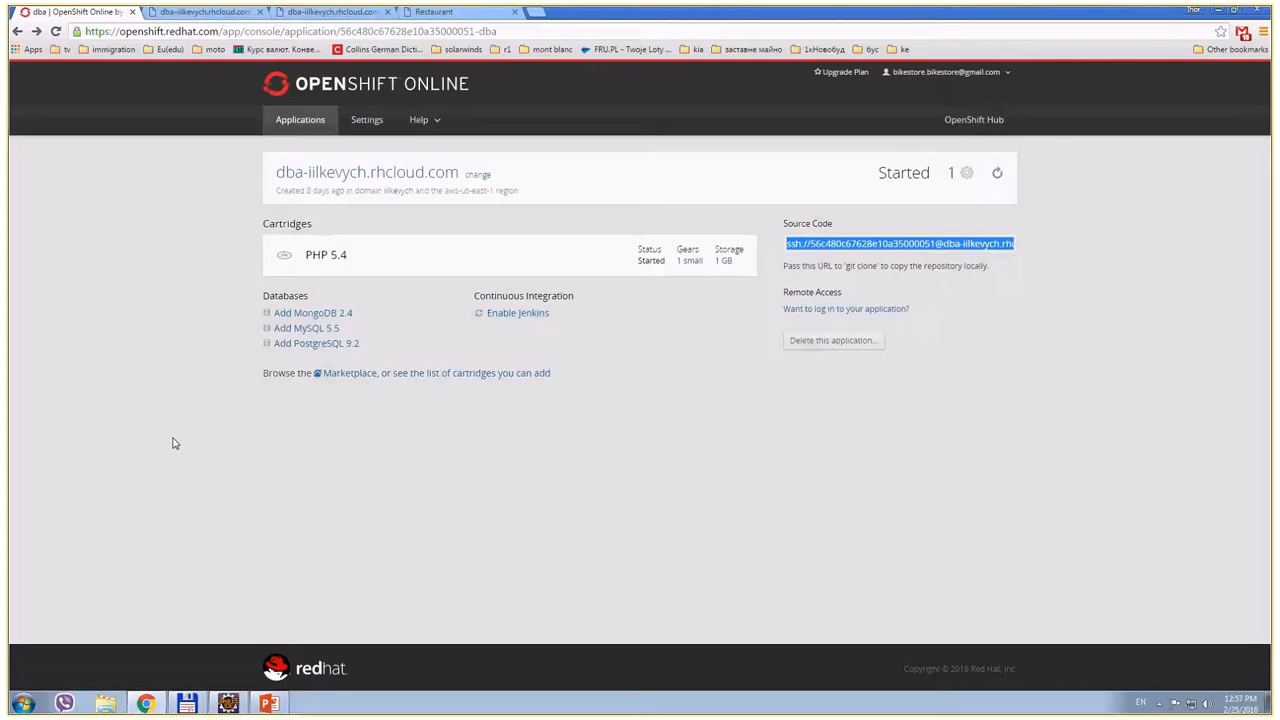 dba | OpenShift Online by
dba-iilkevych.rhcloud.com
dba-iilkevych.rhcloud.com
Restaurant
Ihor
https://openshift.redhat.com/app/console/application/56c480c67628e10a35000051-dba
Apps
tv
immigration
Eu(edu)
moto
Курс валют. Конве...
Collins German Dicti...
solarwinds
r1
mont blanc
FRU.PL - Twoje Loty ...
kia
заставне майно
1кНовобуд
бус
ke
Other bookmarks
OPENSHIFT ONLINE
Upgrade Plan
bikestore.bikestore@gmail.com
Applications
Settings
Help
OpenShift Hub
dba-iilkevych.rhcloud.com change
Created 8 days ago in domain iilkevych and the aws-us-east-1 region
Started 1
Cartridges
PHP 5.4
Status Gears Storage
Started 1 small 1 GB
Source Code
ssh://56c480c67628e10a35000051@dba-iilkevych.rhc
Pass this URL to 'git clone' to copy the repository locally.
Remote Access
Want to log in to your application?
Delete this application...
Databases
Add MongoDB 2.4
Add MySQL 5.5
Add PostgreSQL 9.2
Continuous Integration
Enable Jenkins
Browse the Marketplace, or see the list of cartridges you can add
redhat.
Copyright © 2016 Red Hat, Inc.
EN
12:57 PM
2/25/2016